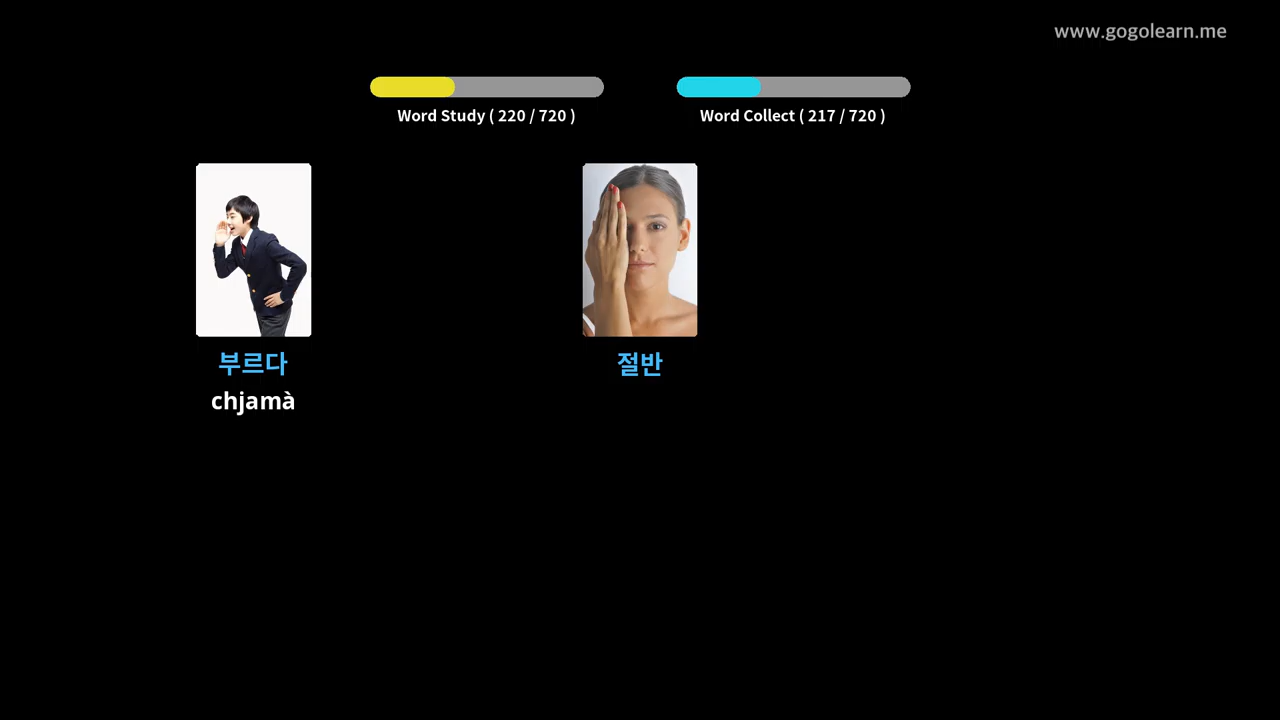 www.gogolearn.me
Word Study ( 220 / 720 )
Word Collect ( 217 / 720 )
부르다
chjamà
절반